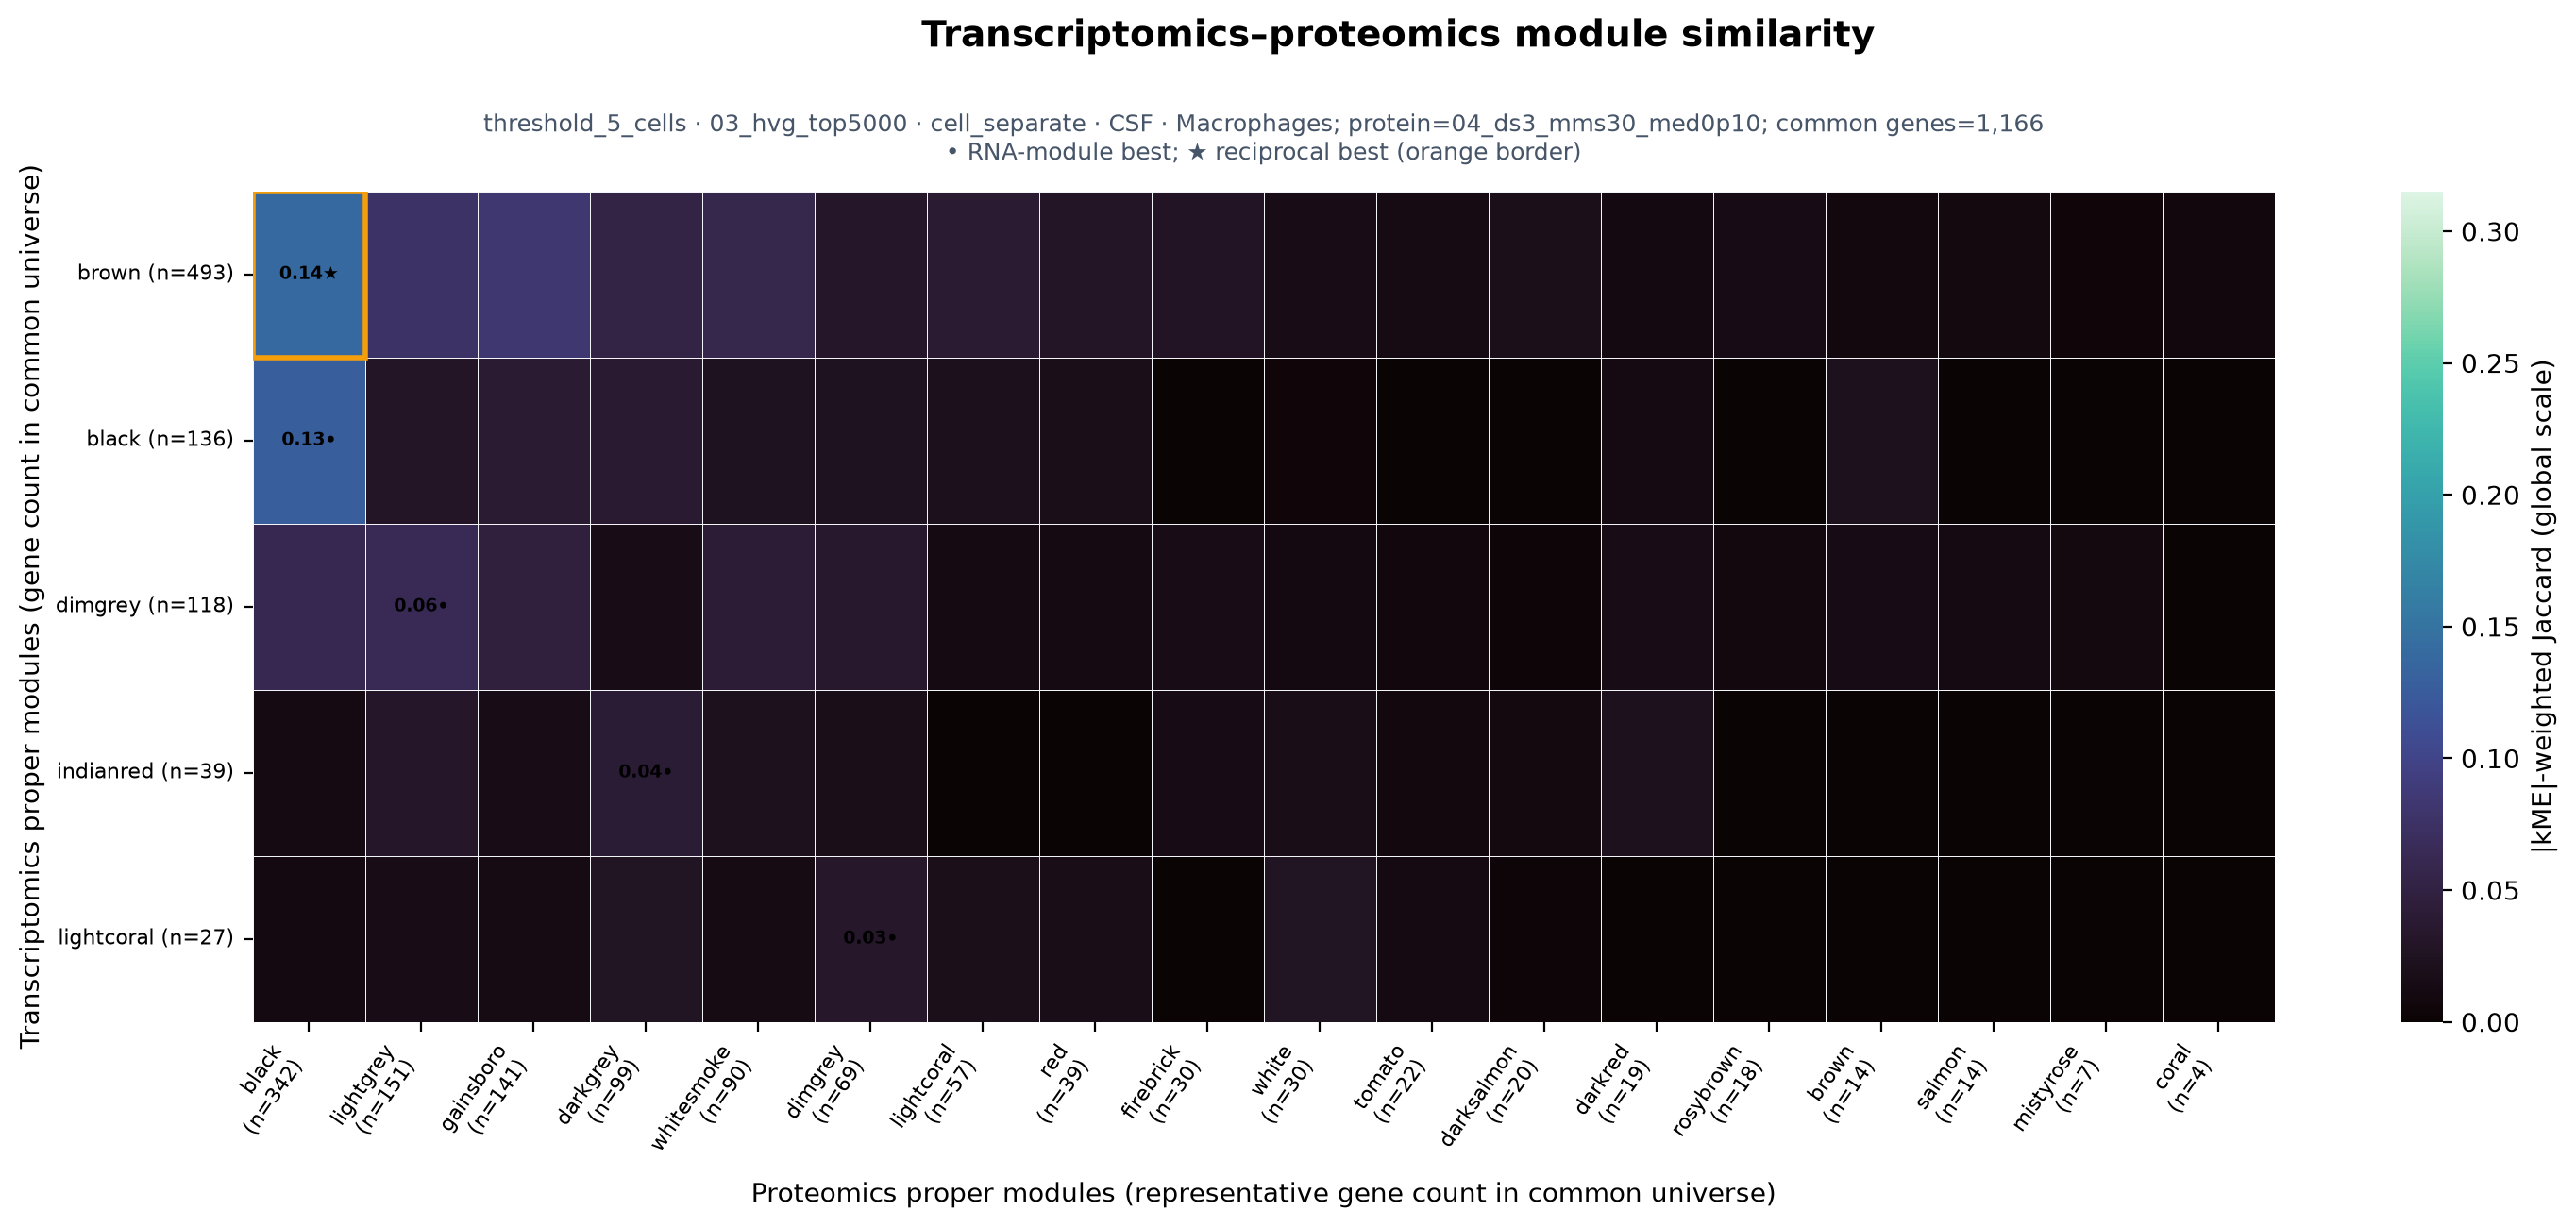 Transcriptomics–proteomics module similarity
threshold_5_cells · 03_hvg_top5000 · cell_separate · CSF · Macrophages; protein=04_ds3_mms30_med0p10; common genes=1,166
• RNA-module best; ★ reciprocal best (orange border)
Transcriptomics proper modules (gene count in common universe)
brown (n=493)
black (n=136)
dimgrey (n=118)
indianred (n=39)
lightcoral (n=27)
0.14★
0.13•
0.06•
0.04•
0.03•
black
(n=342)
lightgrey
(n=151)
gainsboro
(n=141)
darkgrey
(n=99)
whitesmoke
(n=90)
dimgrey
(n=69)
lightcoral
(n=57)
red
(n=39)
firebrick
(n=30)
white
(n=30)
tomato
(n=22)
darksalmon
(n=20)
darkred
(n=19)
rosybrown
(n=18)
brown
(n=14)
salmon
(n=14)
mistyrose
(n=7)
coral
(n=4)
Proteomics proper modules (representative gene count in common universe)
0.30
0.25
0.20
0.15
0.10
0.05
0.00
|kME|-weighted Jaccard (global scale)